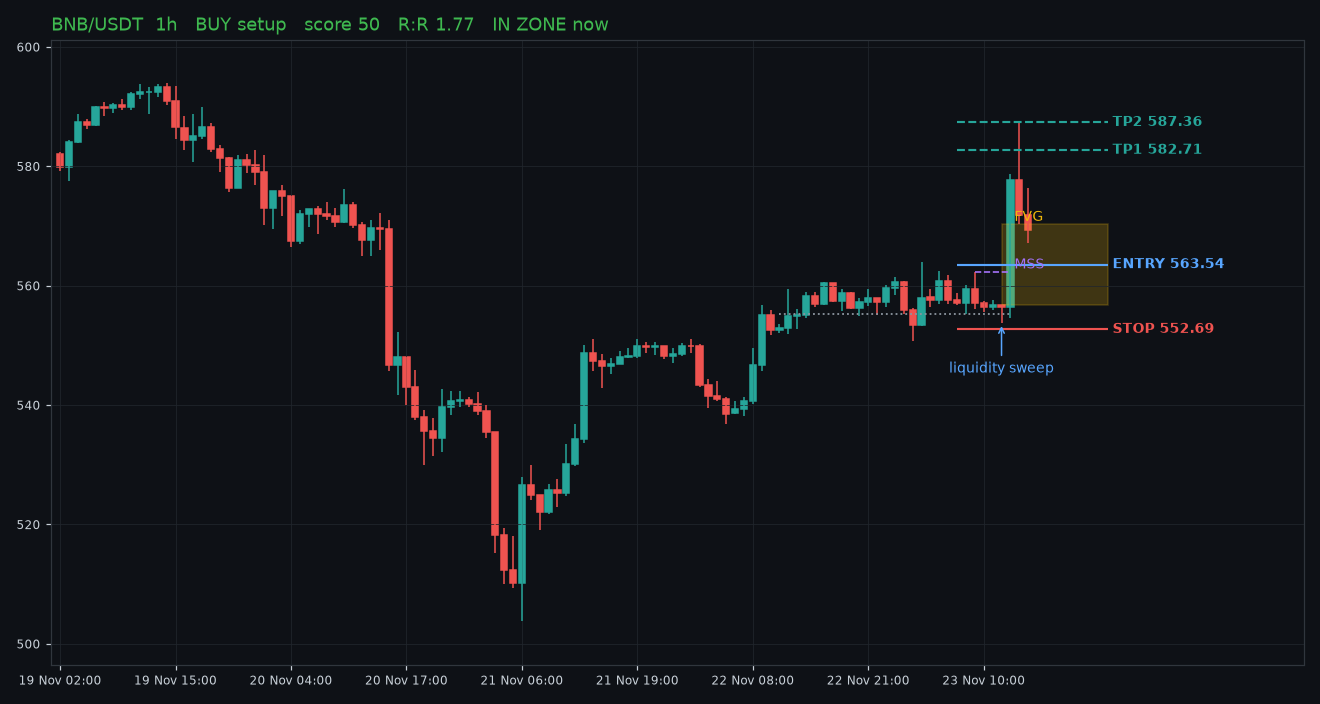 BNB/USDT 1h BUY setup score 50 R:R 1.77 IN ZONE now
600
580
560
540
520
500
TP2 587.36
TP1 582.71
FVG
MSS
ENTRY 563.54
STOP 552.69
liquidity sweep
19 Nov 02:00
19 Nov 15:00
20 Nov 04:00
20 Nov 17:00
21 Nov 06:00
21 Nov 19:00
22 Nov 08:00
22 Nov 21:00
23 Nov 10:00